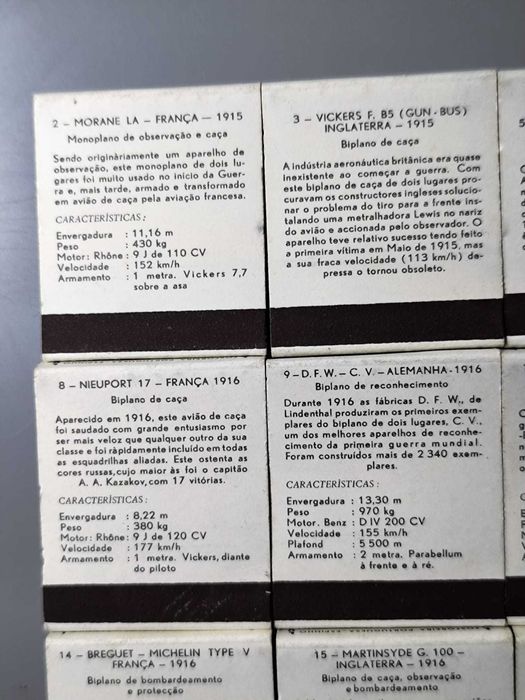 2 – MORANE LA – FRANÇA – 1915
Monoplano de observação e caça
Sendo originàriamente um aparelho de
observação, este monoplano de dois lu-
gares foi muito usado no início da Guer-
ra e, mais tarde, armado e transformado
em avião de caça pela aviação francesa.
CARACTERÍSTICAS:
Envergadura : 11,16 m
Peso : 430 kg
Motor: Rhône: 9 J de 110 CV
Velocidade : 152 km/h
Armamento : 1 metra. Vickers 7,7
sobre a asa
3 – VICKERS F. B5 (GUN-BUS)
INGLATERRA – 1915
Biplano de caça
A indústria aeronáutica britânica era quase
inexistente ao começar a guerra. Com
este biplano de caça de dois lugares pro-
curavam os constructores ingleses solucio-
nar o problema do tiro para a frente ins-
talando uma metralhadora Lewis no nariz
do avião e accionada pelo observador. O
aparelho teve relativo sucesso tendo feito
a primeira vítima em Maio de 1915, mas
a sua fraca velocidade (113 km/h) de-
pressa o tornou obsoleto.
5
8 – NIEUPORT 17 – FRANÇA 1916
Biplano de caça
Aparecido em 1916, este avião de caça
foi saudado com grande entusiasmo por
ser mais veloz que qualquer outro da sua
classe e foi ràpidamente incluído em todas
as esquadrilhas aliadas. Este ostenta as
cores russas, cujo maior ás foi o capitão
A. A. Kazakov, com 17 vitórias.
CARACTERÍSTICAS:
Envergadura : 8,22 m
Peso : 380 kg
Motor: Rhône: 9 J de 120 CV
Velocidade : 177 km/h
Armamento : 1 metra. Vickers, diante
do piloto
9 – D. F. W. – C. V. – ALEMANHA - 1916
Biplano de reconhecimento
Durante 1916 as fábricas D. F. W., de
Lindenthal produziram os primeiros exem-
plares do biplano de dois lugares, C. V.,
um dos melhores aparelhos de reconhe-
cimento da primeira guerra mundial.
Foram construídos mais de 2 340 exem-
plares.
CARACTERÍSTICAS:
Envergadura : 13,30 m
Peso : 970 kg
Motor. Benz : D IV 200 CV
Velocidade : 155 km/h
Plafond : 5 500 m
Armamento : 2 metra. Parabellum
à frente e à ré.
14 – BREGUET – MICHELIN TYPE V
FRANÇA – 1916
Biplano de bombardeamento
e protecção
15 – MARTINSYDE G. 100 –
INGLATERRA – 1916
Biplano de caça, observação
e bombardeamento